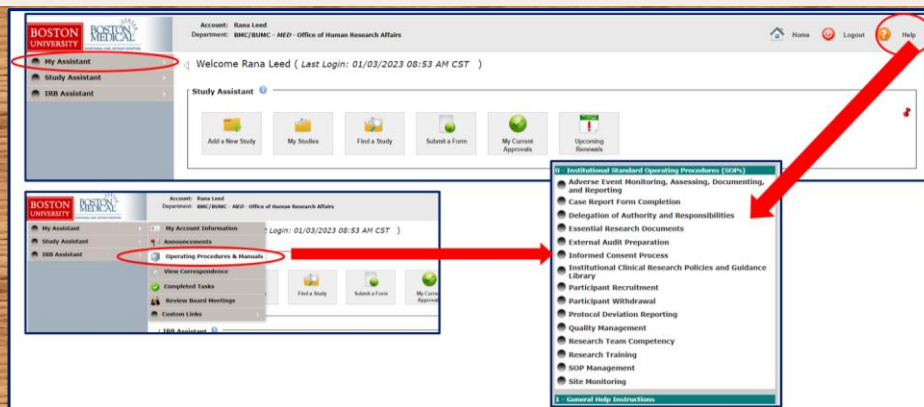 BOSTON
UNIVERSITY
BOSTON
MEDICAL
Account: Rana Leed
Department: BMC/BUMC - MED - Office of Human Research Affairs
Home
Logout
Help
My Assistant
Study Assistant
IRB Assistant
Welcome Rana Leed ( Last Login: 01/03/2023 08:53 AM CST )
Study Assistant
Add a New Study
My Studies
Find a Study
Submit a Form
My Current
Approvals
Upcoming
Renewals
BOSTON
UNIVERSITY
BOSTON
MEDICAL
Account: Rana Leed
Department: BMC/BUMC - MED - Office of Human Research Affairs
My Assistant
Study Assistant
IRB Assistant
My Account Information
Announcements
Operating Procedures & Manuals
View Correspondence
Completed Tasks
Review Board Meetings
Custom Links
Login: 01/03/2023 08:53 AM CST )
Find a Study
Submit a Form
My Curre
Approval
IRB Assistant
0 - Institutional Standard Operating Procedures (SOPs)
Adverse Event Monitoring, Assessing, Documenting,
and Reporting
Case Report Form Completion
Delegation of Authority and Responsibilities
Essential Research Documents
External Audit Preparation
Informed Consent Process
Institutional Clinical Research Policies and Guidance
Library
Participant Recruitment
Participant Withdrawal
Protocol Deviation Reporting
Quality Management
Research Team Competency
Research Training
SOP Management
Site Monitoring
1 - General Help Instructions